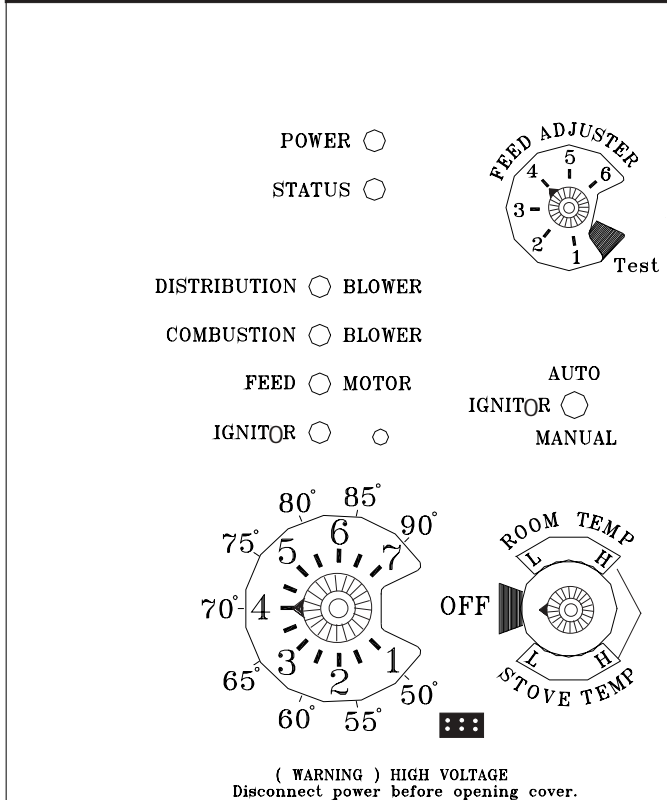 FEED ADJUSTER
1 2 3 4 5 6
Test
POWER
STATUS
DISTRIBUTION BLOWER
COMBUSTION BLOWER
FEED MOTOR
IGNITOR
AUTO
IGNITOR
MANUAL
50° 55° 60° 65° 70° 75° 80° 85° 90°
1 2 3 4 5 6 7
ROOM TEMP
L H
OFF
L H
STOVE TEMP
( WARNING ) HIGH VOLTAGE
Disconnect power before opening cover.